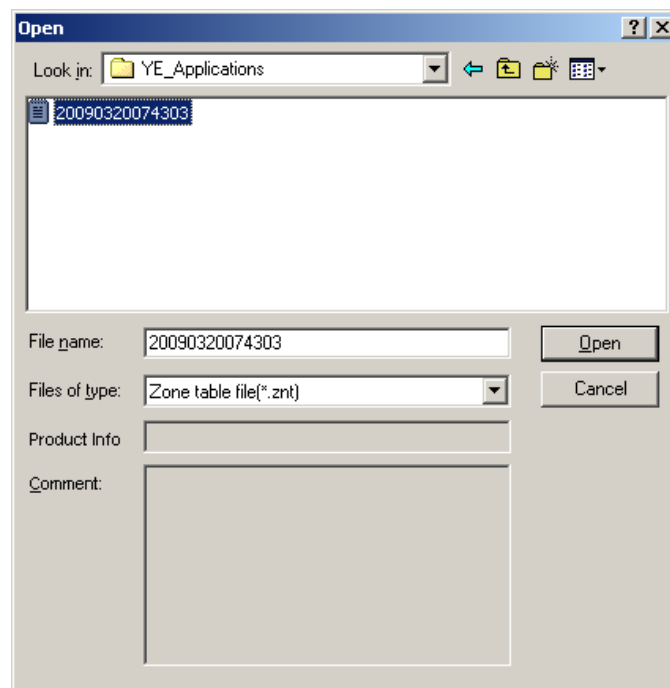 Open
Look in: YE_Applications
20090320074303
File name: 20090320074303
Open
Files of type: Zone table file(*.znt)
Cancel
Product Info
Comment: